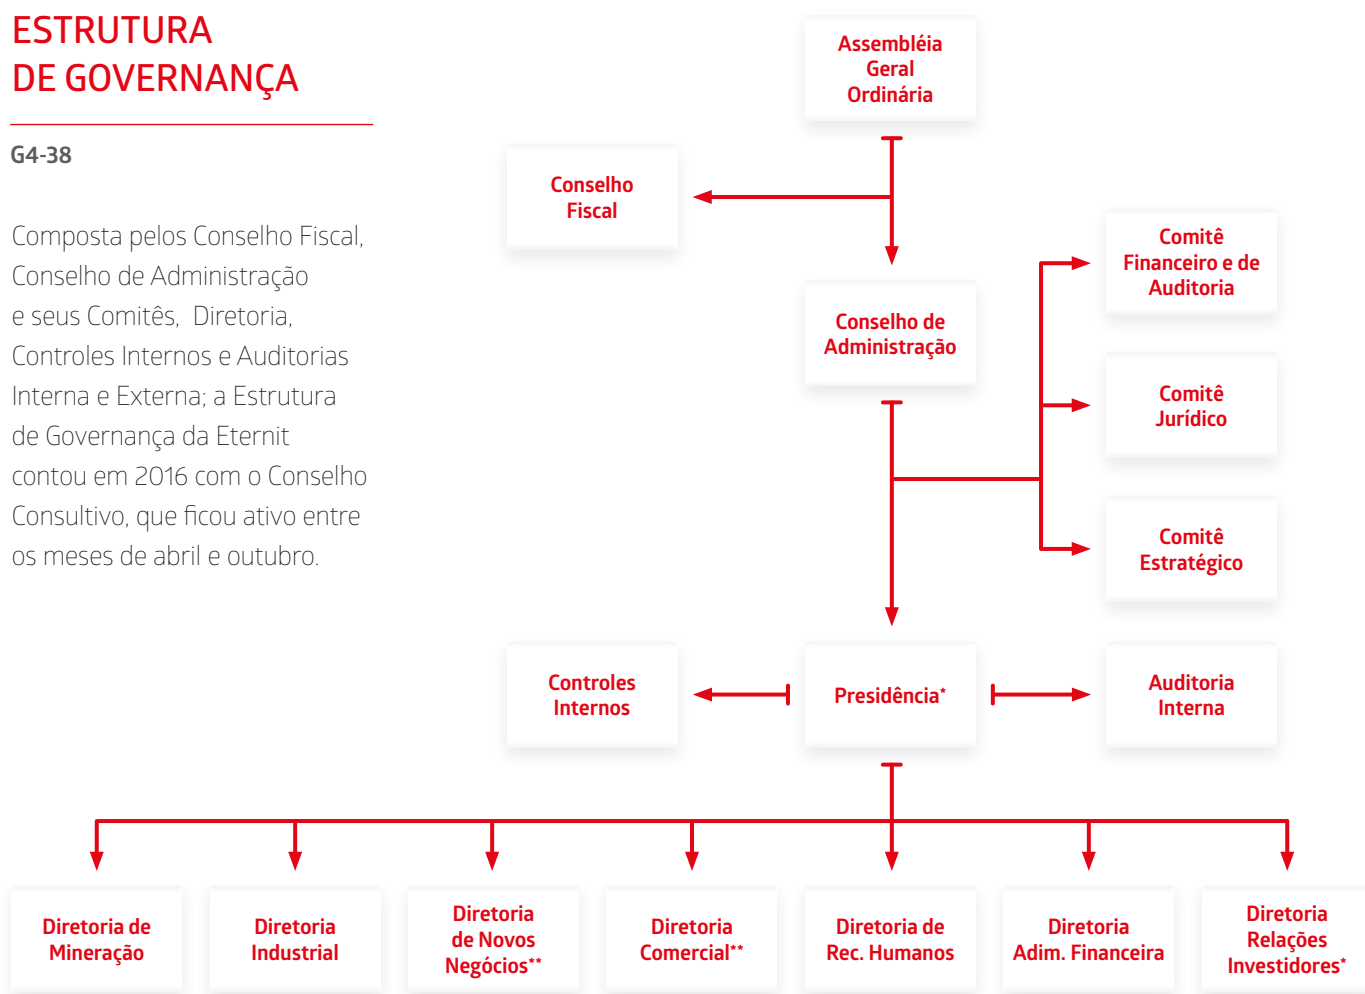 ESTRUTURA
DE GOVERNANÇA
G4-38
Composta pelos Conselho Fiscal,
Conselho de Administração
e seus Comitês, Diretoria,
Controles Internos e Auditorias
Interna e Externa; a Estrutura
de Governança da Eternit
contou em 2016 com o Conselho
Consultivo, que ficou ativo entre
os meses de abril e outubro.
Assembléia
Geral
Ordinária
Conselho
Fiscal
Conselho de
Administração
Comitê
Financeiro e de
Auditoria
Comitê
Jurídico
Comitê
Estratégico
Controles
Internos
Presidência*
Auditoria
Interna
Diretoria de
Mineração
Diretoria
Industrial
Diretoria
de Novos
Negócios**
Diretoria
Comercial**
Diretoria de
Rec. Humanos
Diretoria
Adim. Financeira
Diretoria
Relações
Investidores*